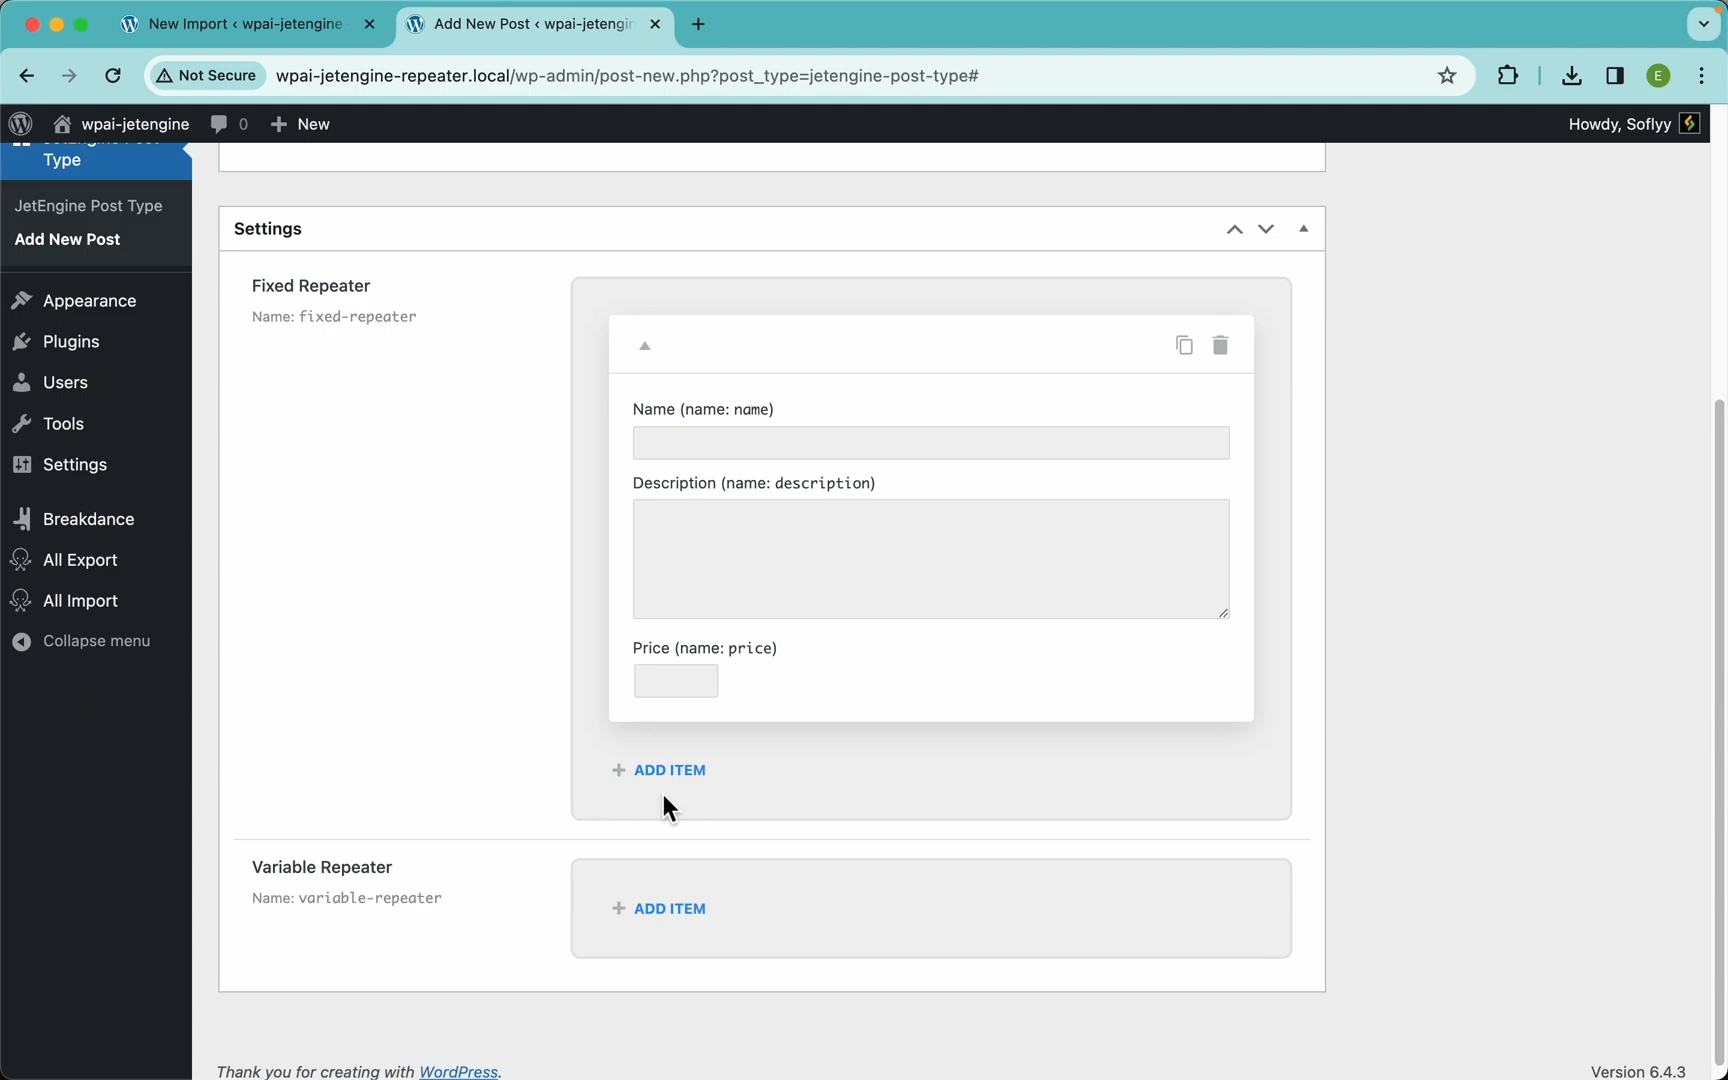 New Import ‹ wpai-jetengine
Add New Post ‹ wpai-jetengin
Not Secure
wpai-jetengine-repeater.local/wp-admin/post-new.php?post_type=jetengine-post-type#
E
wpai-jetengine
0
New
Howdy, Soflyy
JetEngine Post
Type
JetEngine Post Type
Add New Post
Appearance
Plugins
Users
Tools
Settings
Breakdance
All Export
All Import
Collapse menu
Settings
Fixed Repeater
Name: fixed-repeater
Name (name: name)
Description (name: description)
Price (name: price)
+ ADD ITEM
Variable Repeater
Name: variable-repeater
+ ADD ITEM
Thank you for creating with WordPress.
Version 6.4.3